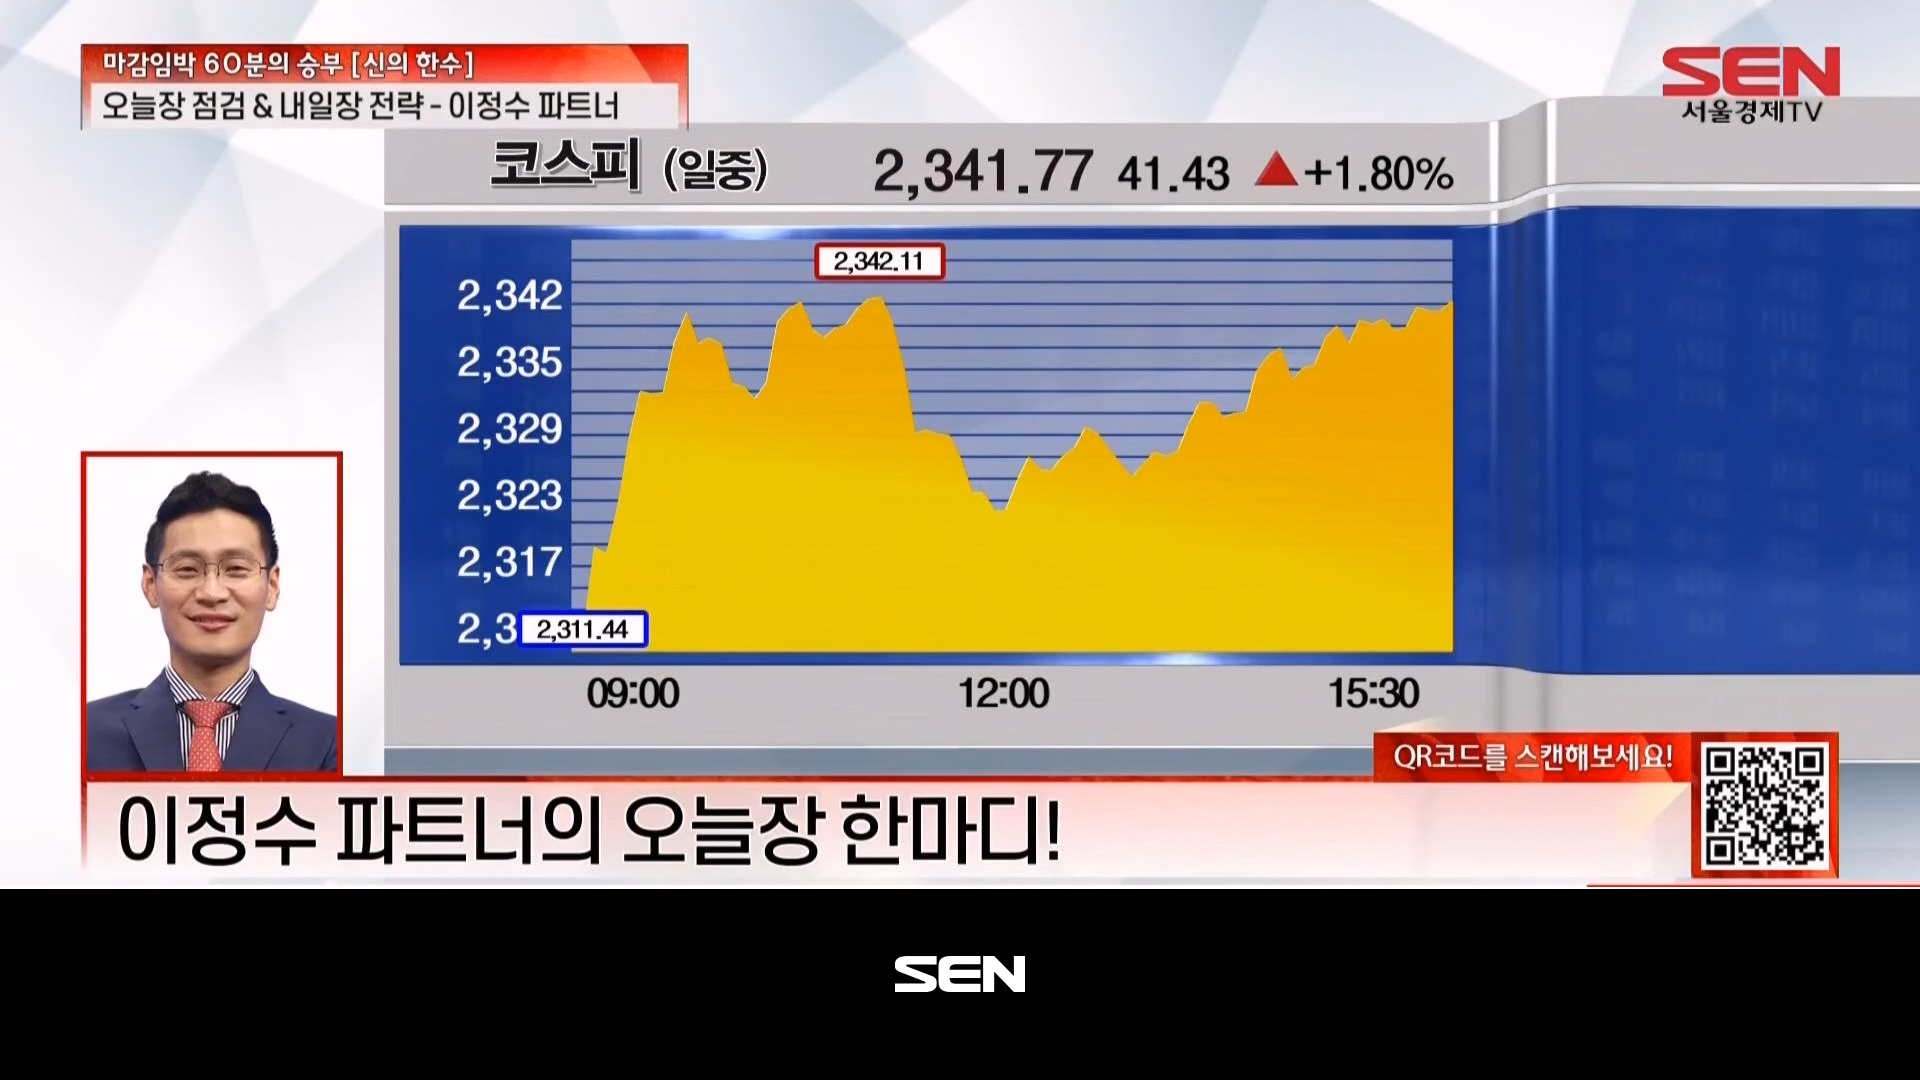 마감임박 60분의 승부 [신의 한수]
오늘장 점검 & 내일장 전략 - 이정수 파트너
SEN
서울경제TV
코스피 (일중) 2,341.77 41.43 ▲+1.80%
2,342.11
2,342
2,335
2,329
2,323
2,317
2,3
2,311.44
09:00 12:00 15:30
QR코드를 스캔해보세요!
이정수 파트너의 오늘장 한마디!
SEN